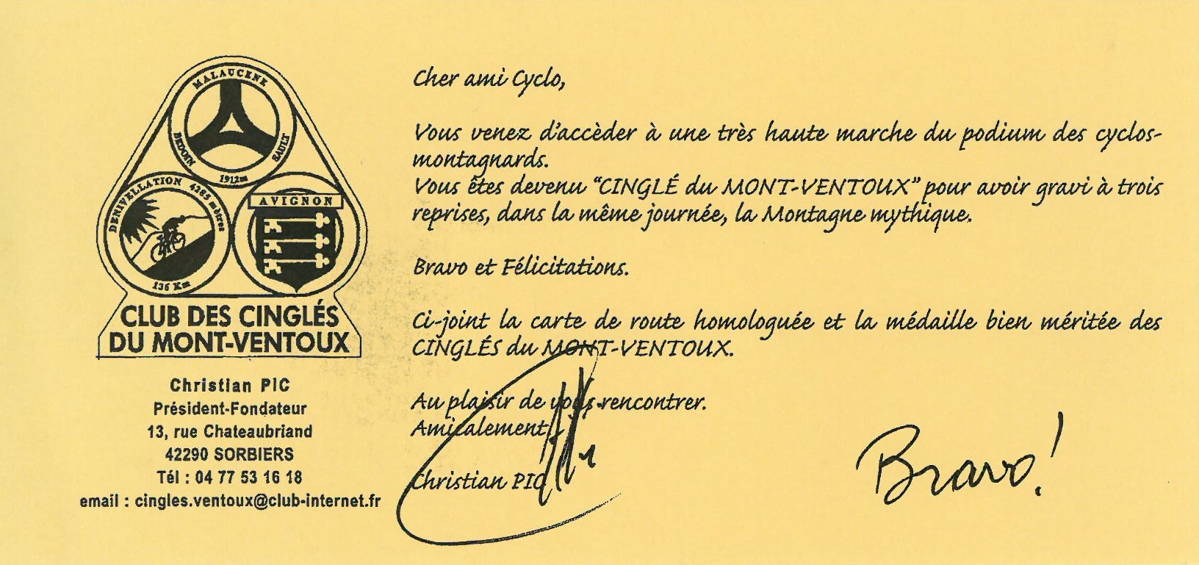 MALAUCENE
BEDOIN
SAULT
1912m
DENIVELLATION 4285 mètres
136 Km
AVIGNON
CLUB DES CINGLÉS
DU MONT-VENTOUX
Christian PIC
Président-Fondateur
13, rue Chateaubriand
42290 SORBIERS
Tél : 04 77 53 16 18
email : cingles.ventoux@club-internet.fr
Cher ami Cyclo,
Vous venez d'accèder à une très haute marche du podium des cyclos-
montagnards.
Vous êtes devenu "CINGLÉ du MONT-VENTOUX" pour avoir gravi à trois
reprises, dans la même journée, la Montagne mythique.
Bravo et Félicitations.
Ci-joint la carte de route homologuée et la médaille bien méritée des
CINGLÉS du MONT-VENTOUX.
Au plaisir de vous rencontrer.
Amicalement,
Christian PIC
Bravo!